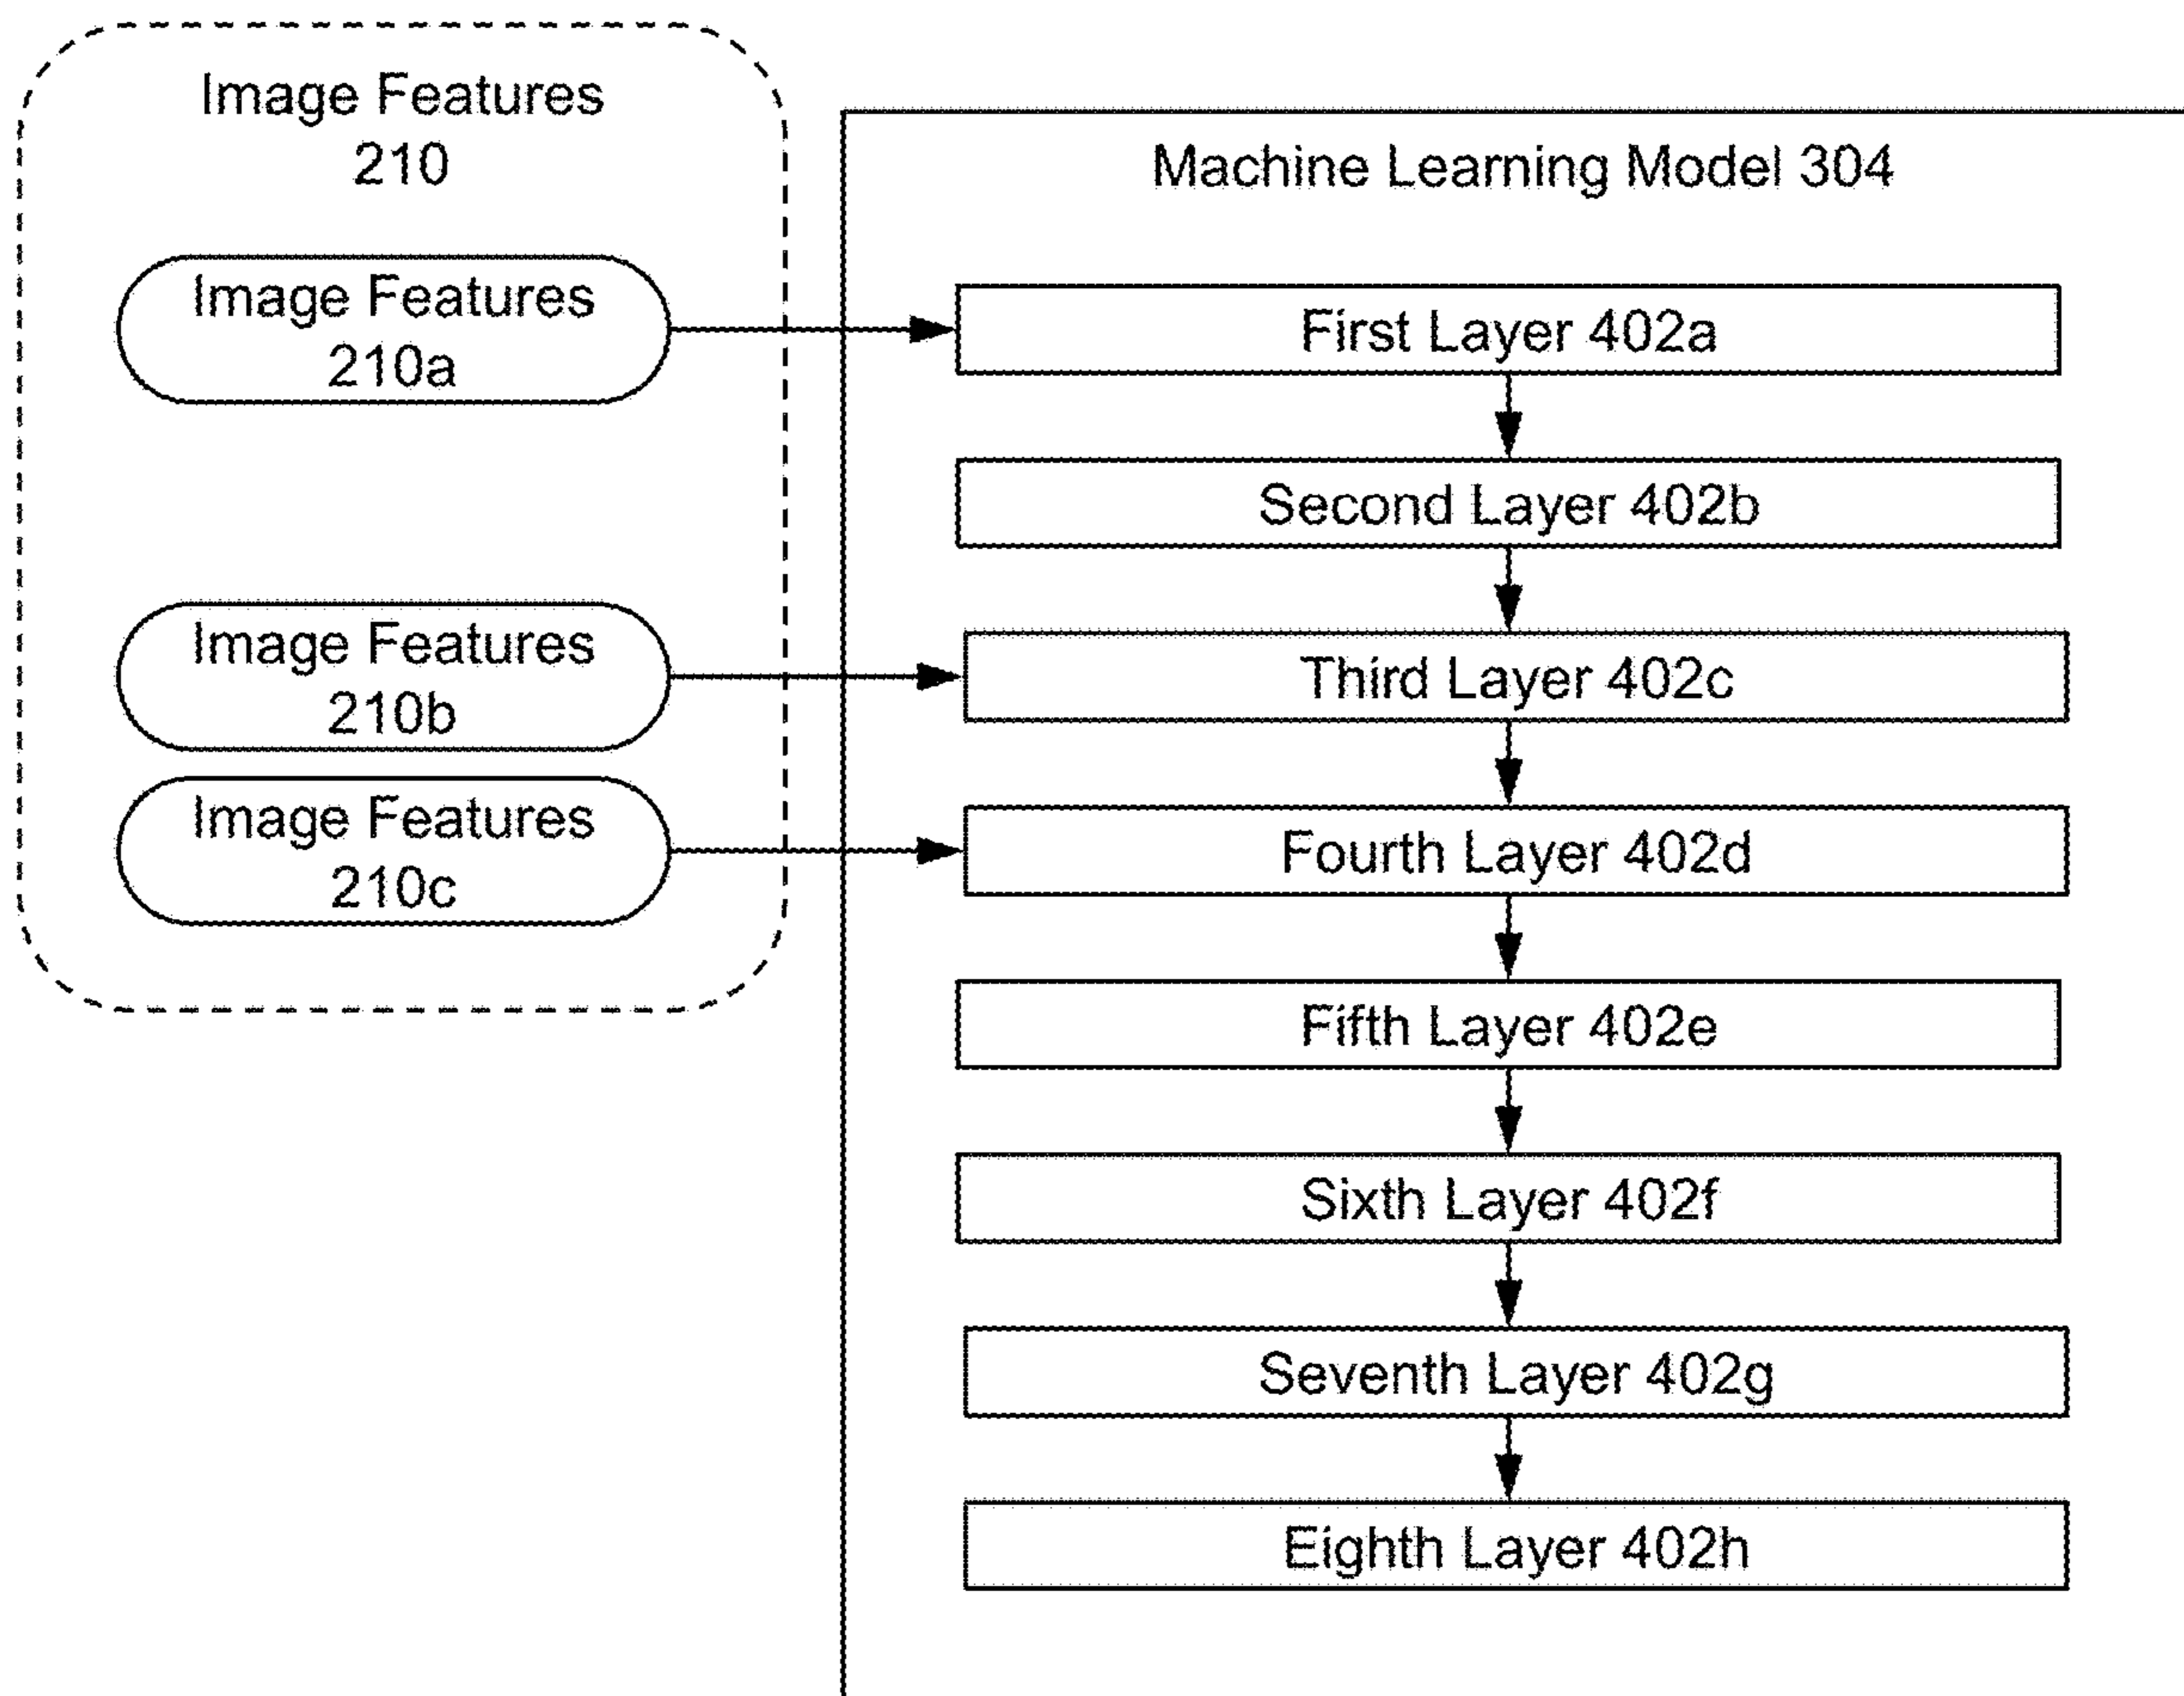 Image Features
210
Machine Learning Model 304
Image Features
210a
First Layer 402a
Second Layer 402b
Image Features
210b
Third Layer 402c
Image Features
210c
Fourth Layer 402d
Fifth Layer 402e
Sixth Layer 402f
Seventh Layer 402g
Eighth Layer 402h